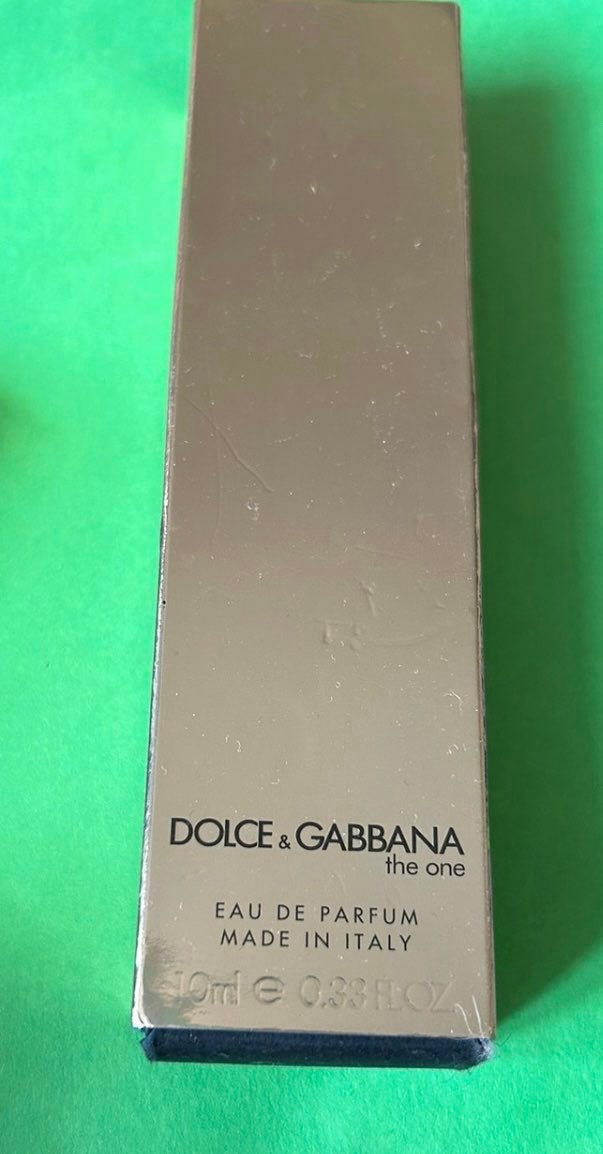 DOLCE & GABBANA
the one
EAU DE PARFUM
MADE IN ITALY
10ml ℮ 0.33 FL.OZ.